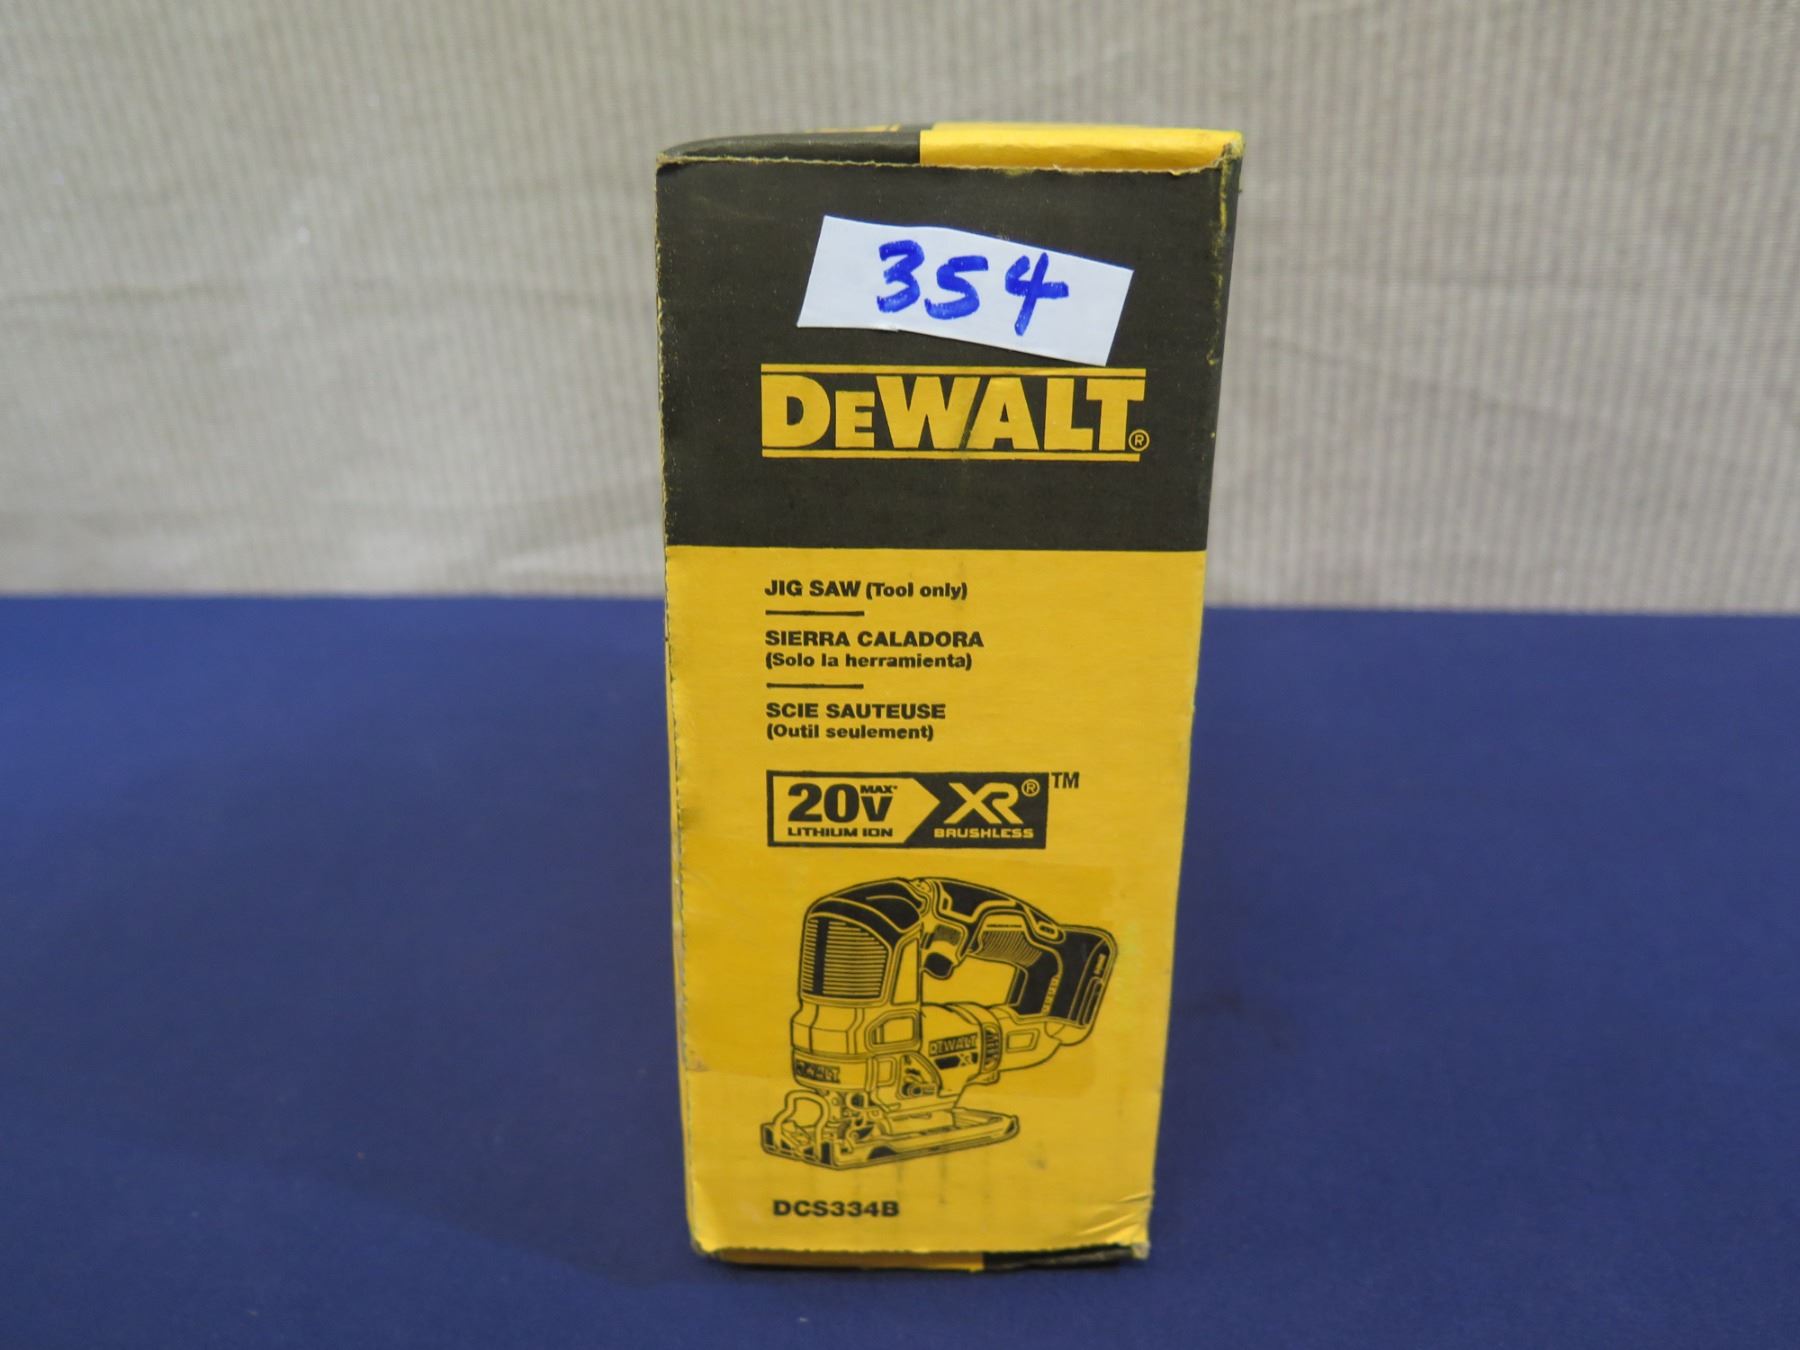 354
DEWALT®
JIG SAW (Tool only)
SIERRA CALADORA
(Solo la herramienta)
SCIE SAUTEUSE
(Outil seulement)
20V MAX* XR® ™
LITHIUM ION BRUSHLESS
DEWALT
XR
DEWALT
DCS334B